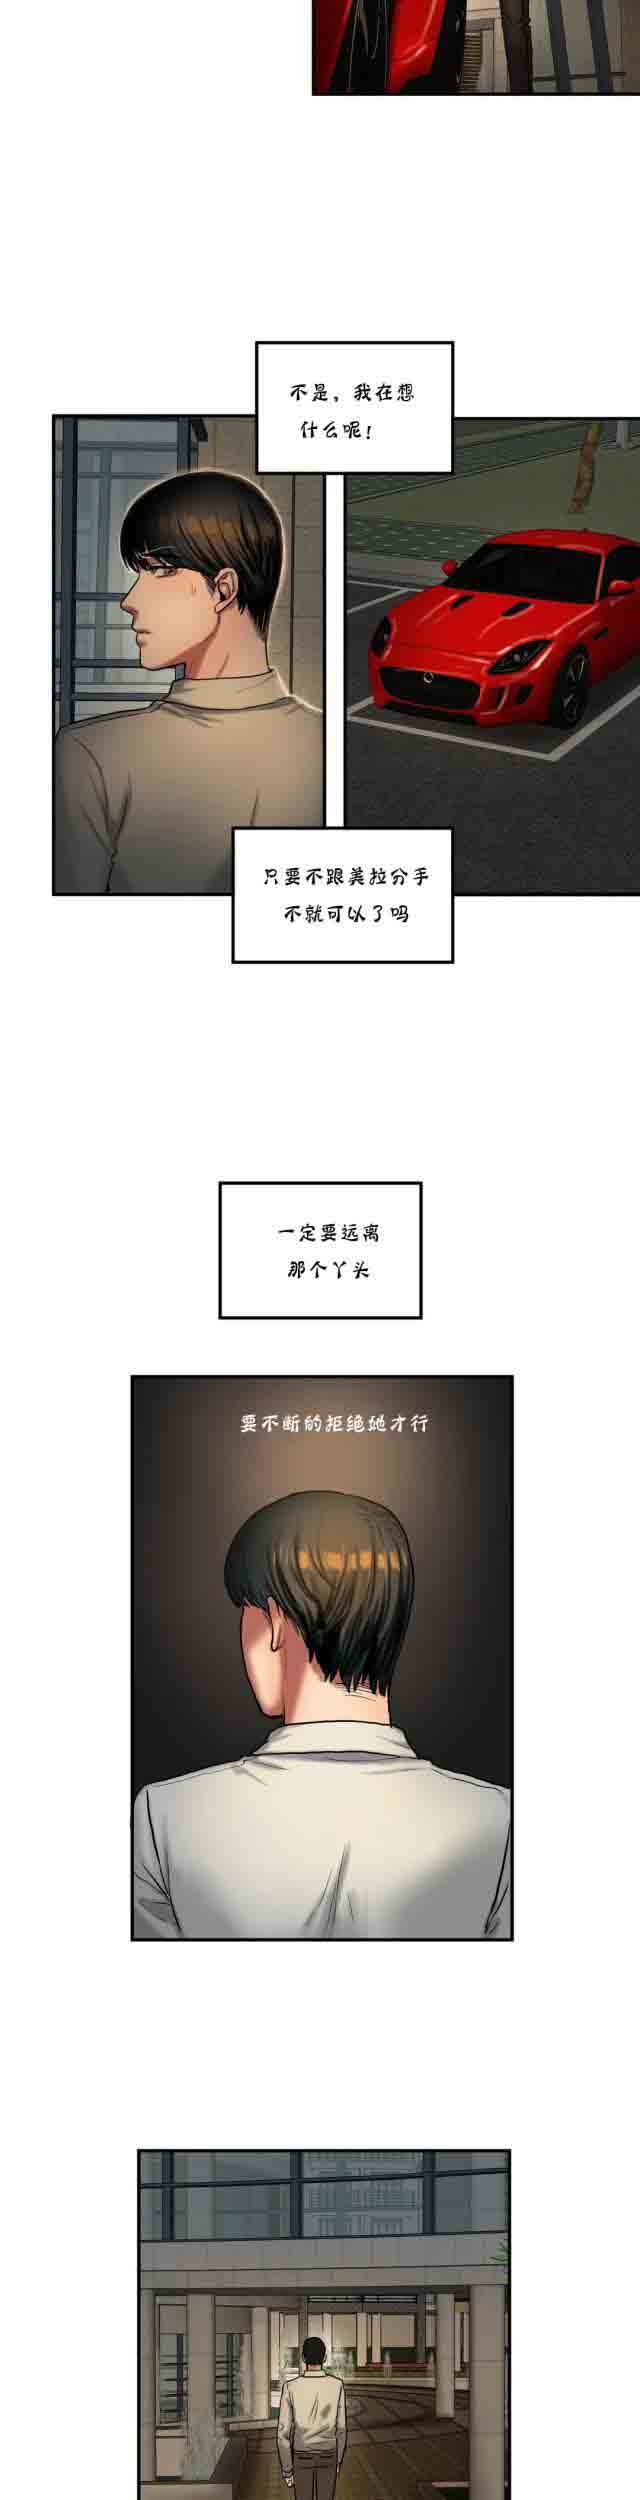 不是，我在想
什么呢！
只要不跟美拉分手
不就可以了吗
一定要远离
那个丫头
要不断的拒绝她才行